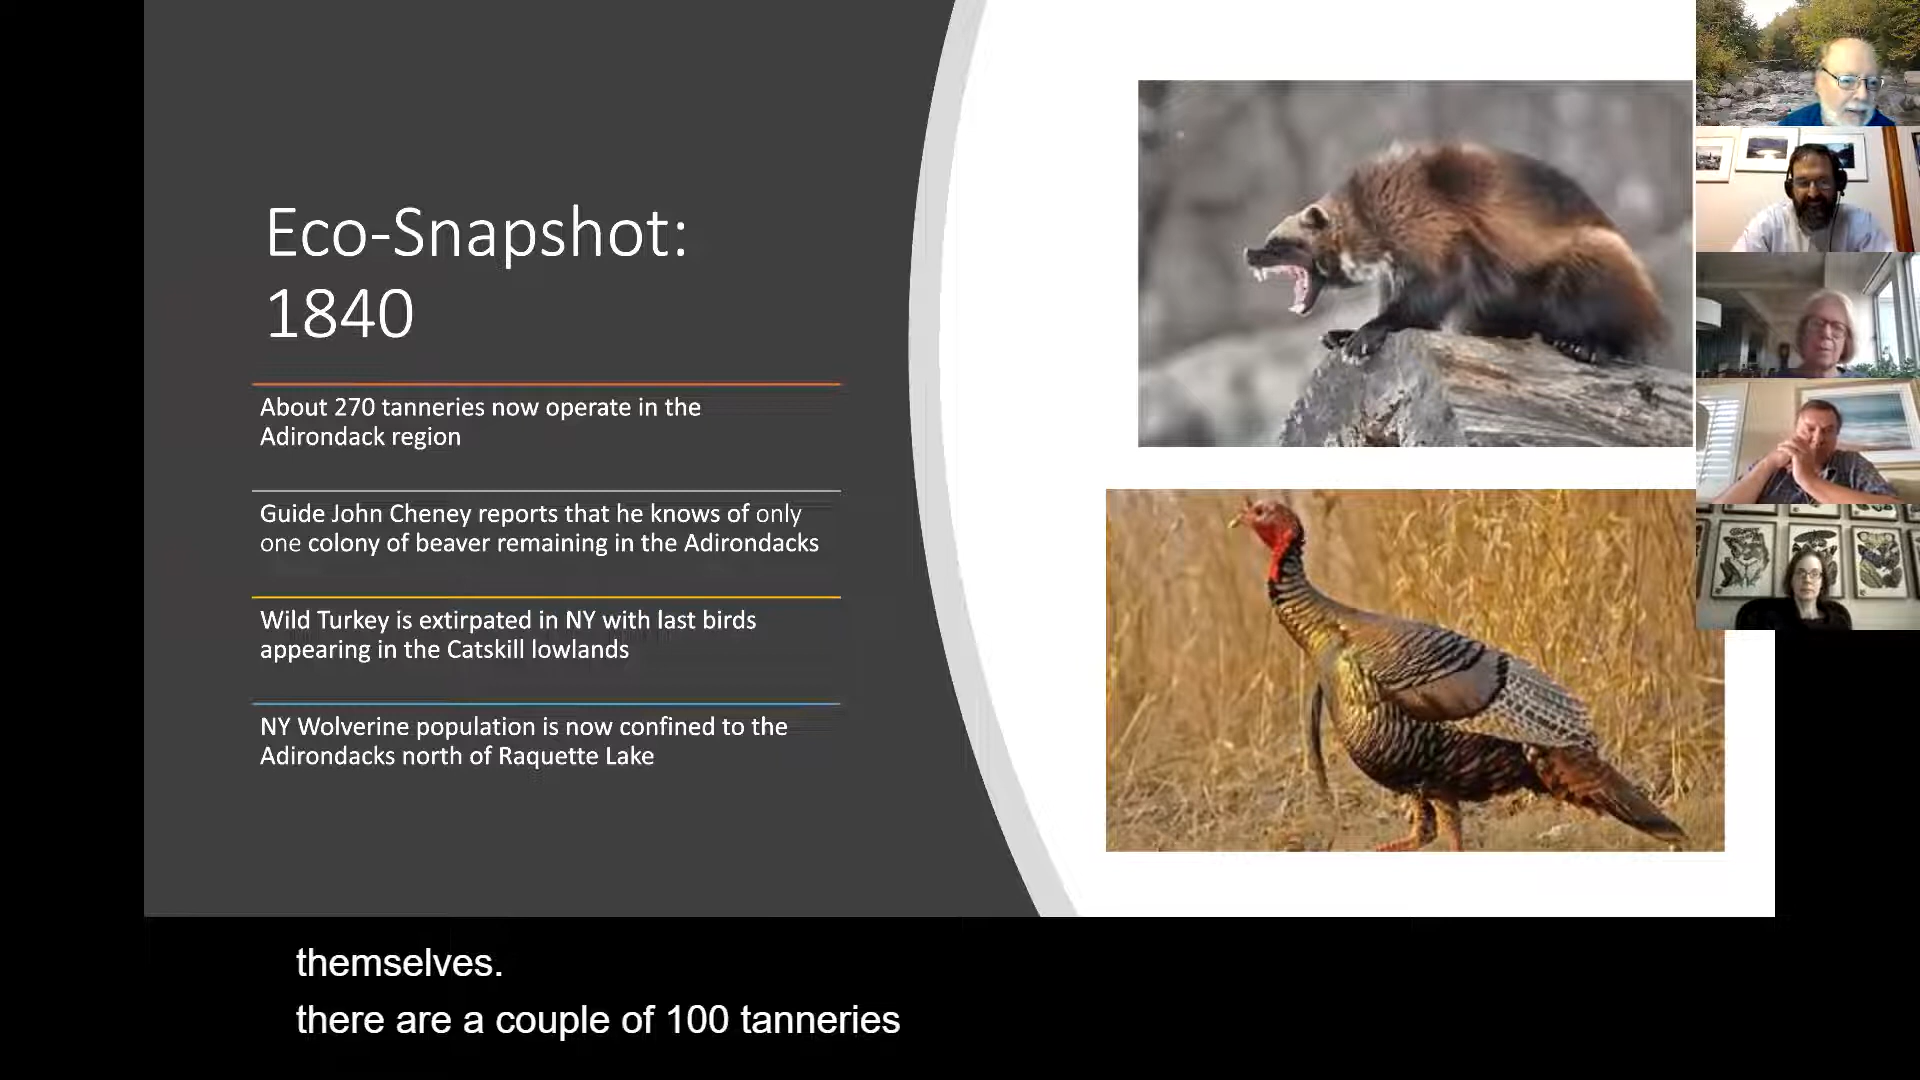 Eco-Snapshot:
1840
About 270 tanneries now operate in the
Adirondack region
Guide John Cheney reports that he knows of only
one colony of beaver remaining in the Adirondacks
Wild Turkey is extirpated in NY with last birds
appearing in the Catskill lowlands
NY Wolverine population is now confined to the
Adirondacks north of Raquette Lake
themselves.
there are a couple of 100 tanneries